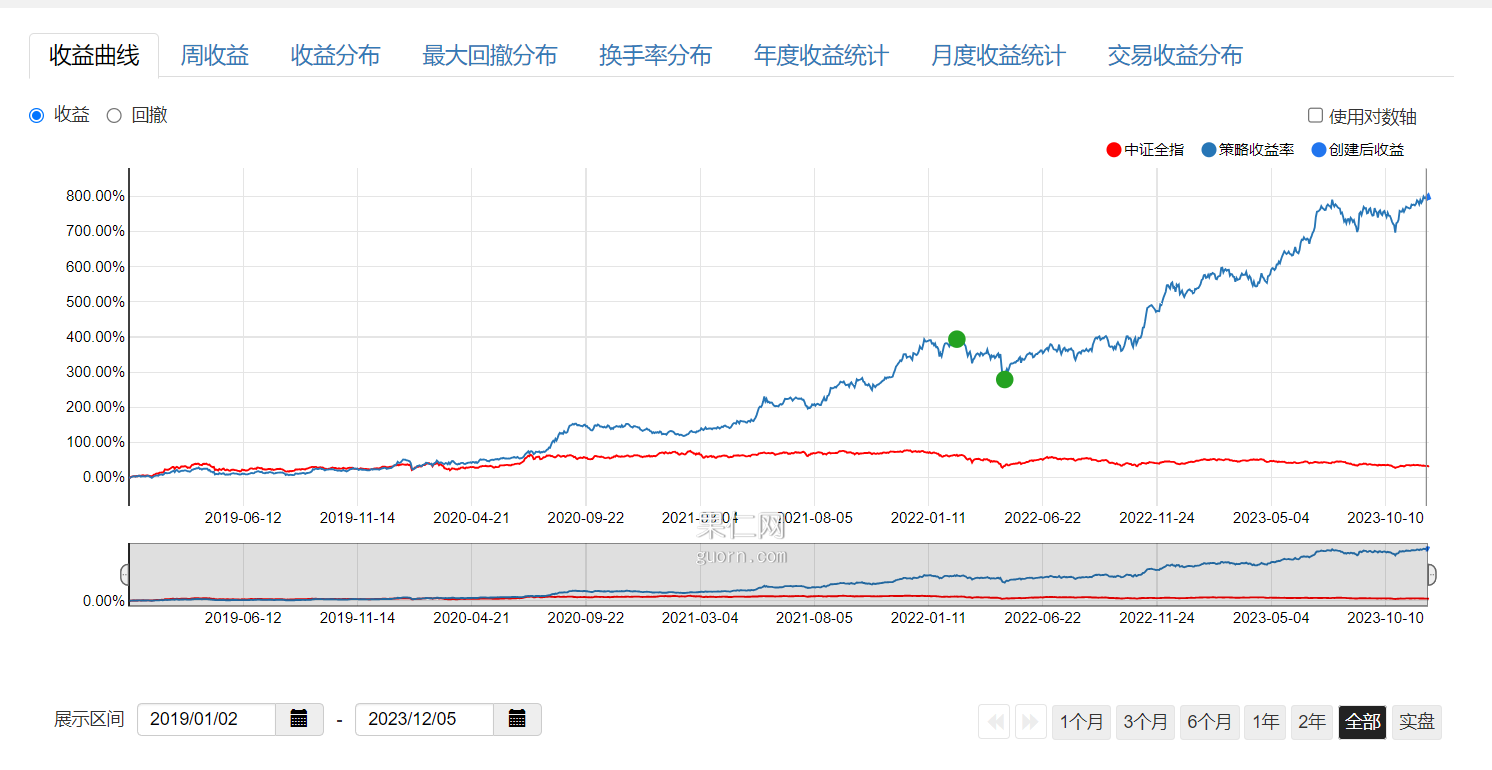 收益曲线 周收益 收益分布 最大回撤分布 换手率分布 年度收益统计 月度收益统计 交易收益分布
收益 回撤 使用对数轴
中证全指 策略收益率 创建后收益
800.00%
700.00%
600.00%
500.00%
400.00%
300.00%
200.00%
100.00%
0.00%
2019-06-12 2019-11-14 2020-04-21 2020-09-22 2021-03-04 2021-08-05 2022-01-11 2022-06-22 2022-11-24 2023-05-04 2023-10-10
果仁网
guorn.com
0.00%
2019-06-12 2019-11-14 2020-04-21 2020-09-22 2021-03-04 2021-08-05 2022-01-11 2022-06-22 2022-11-24 2023-05-04 2023-10-10
展示区间 2019/01/02 - 2023/12/05 1个月 3个月 6个月 1年 2年 全部 实盘